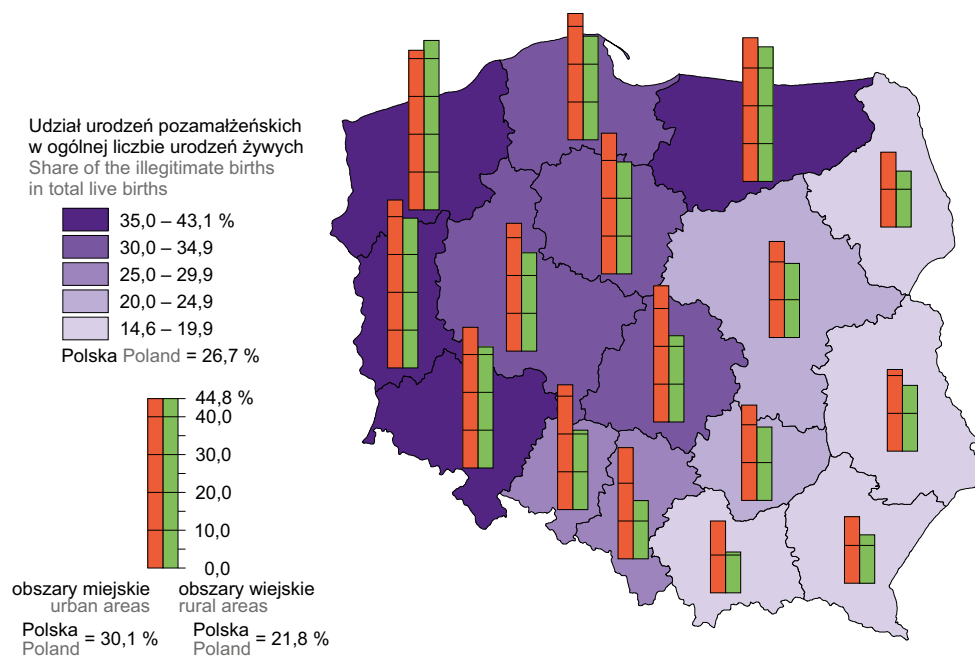 Udział urodzeń pozamałżeńskich
w ogólnej liczbie urodzeń żywych
Share of the illegitimate births
in total live births
35,0 – 43,1 %
30,0 – 34,9
25,0 – 29,9
20,0 – 24,9
14,6 – 19,9
Polska Poland = 26,7 %
44,8 %
40,0
30,0
20,0
10,0
0,0
obszary miejskie
urban areas
Polska
Poland = 30,1 %
obszary wiejskie
rural areas
Polska
Poland = 21,8 %